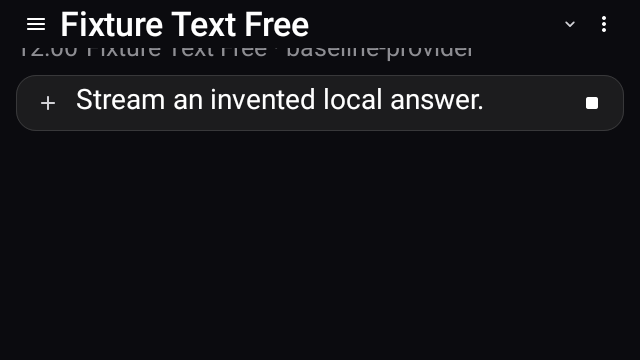 Fixture Text Free
12:00 Fixture Text Free · baseline-provider
Stream an invented local answer.